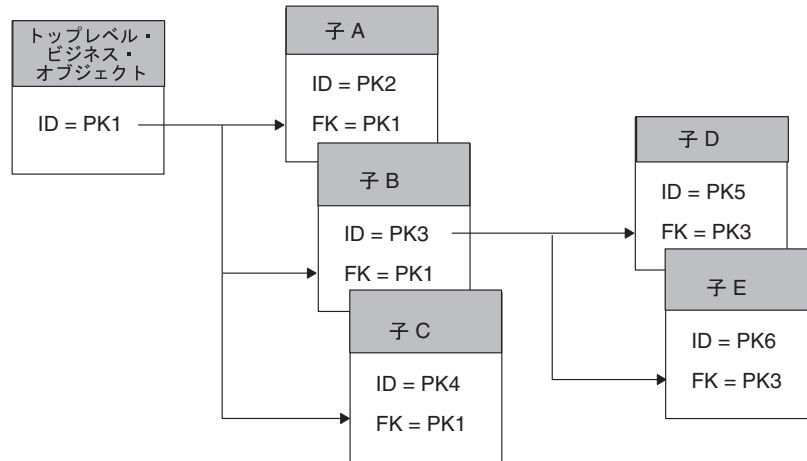 トップレベル・
ビジネス・
オブジェクト
ID = PK1
子 A
ID = PK2
FK = PK1
子 B
ID = PK3
FK = PK1
子 C
ID = PK4
FK = PK1
子 D
ID = PK5
FK = PK3
子 E
ID = PK6
FK = PK3